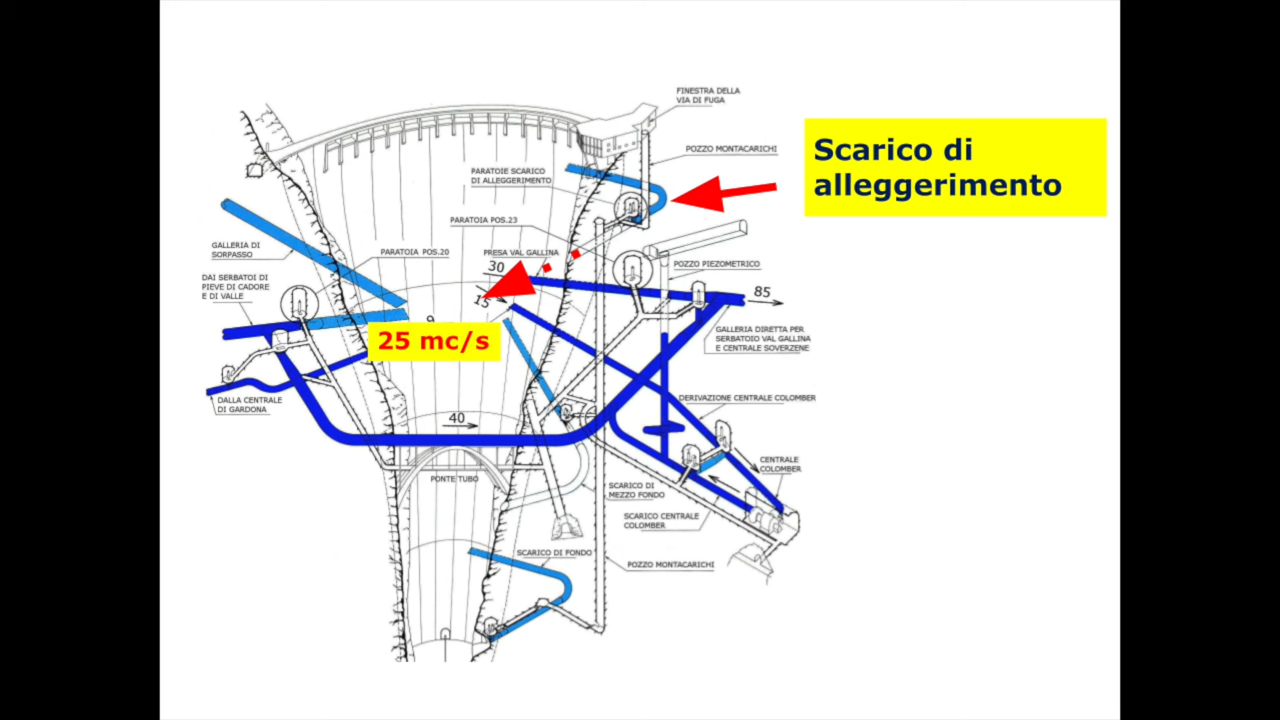 FINESTRA DELLA
VIA DI FUGA
Scarico di
alleggerimento
POZZO MONTACARICHI
PARATOIE SCARICO
DI ALLEGGERIMENTO
PARATOIA POS.23
GALLERIA DI
SORPASSO
PARATOIA POS.20
PRESA VAL GALLINA
30
POZZO PIEZOMETRICO
DAI SERBATOI DI
PIEVE DI CADORE
E DI VALLE
15
85
25 mc/s
GALLERIA DIRETTA PER
SERBATOIO VAL GALLINA
E CENTRALE SOVERZENE
DALLA CENTRALE
DI GARDONA
DERIVAZIONE CENTRALE COLOMBER
40
CENTRALE
COLOMBER
PONTE TUBO
SCARICO DI
MEZZO FONDO
SCARICO CENTRALE
COLOMBER
SCARICO DI FONDO
POZZO MONTACARICHI